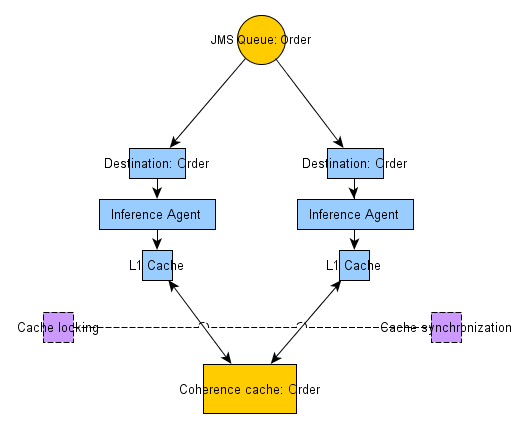 JMS Queue: Order
Destination: Order
Destination: Order
Inference Agent
Inference Agent
L1 Cache
L1 Cache
Cache locking
Cache synchronization
Coherence cache: Order